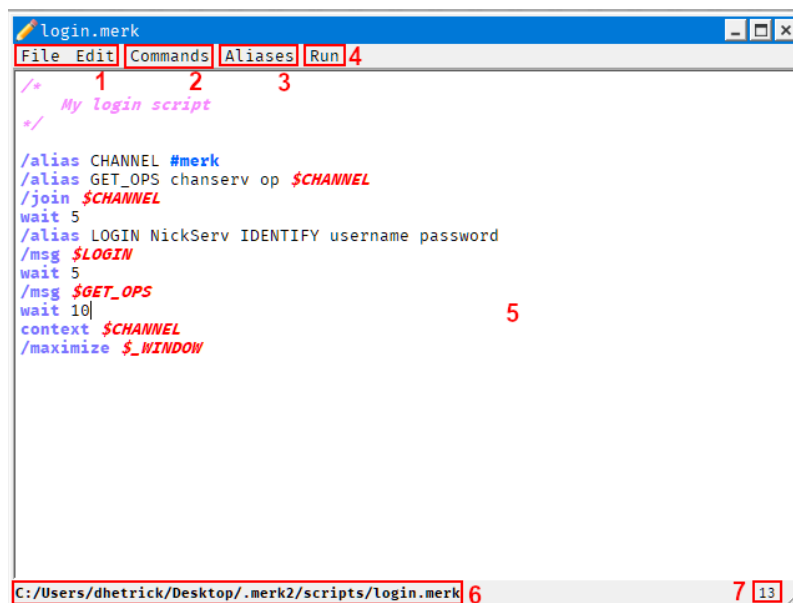 login.merk
File Edit Commands Aliases Run 4
1 2 3
/*
My login script
*/
/alias CHANNEL #merk
/alias GET_OPS chanserv op $CHANNEL
/join $CHANNEL
wait 5
/alias LOGIN NickServ IDENTIFY username password
/msg $LOGIN
wait 5
/msg $GET_OPS
wait 10
5
context $CHANNEL
/maximize $_WINDOW
C:/Users/dhetrick/Desktop/.merk2/scripts/login.merk 6 7 13